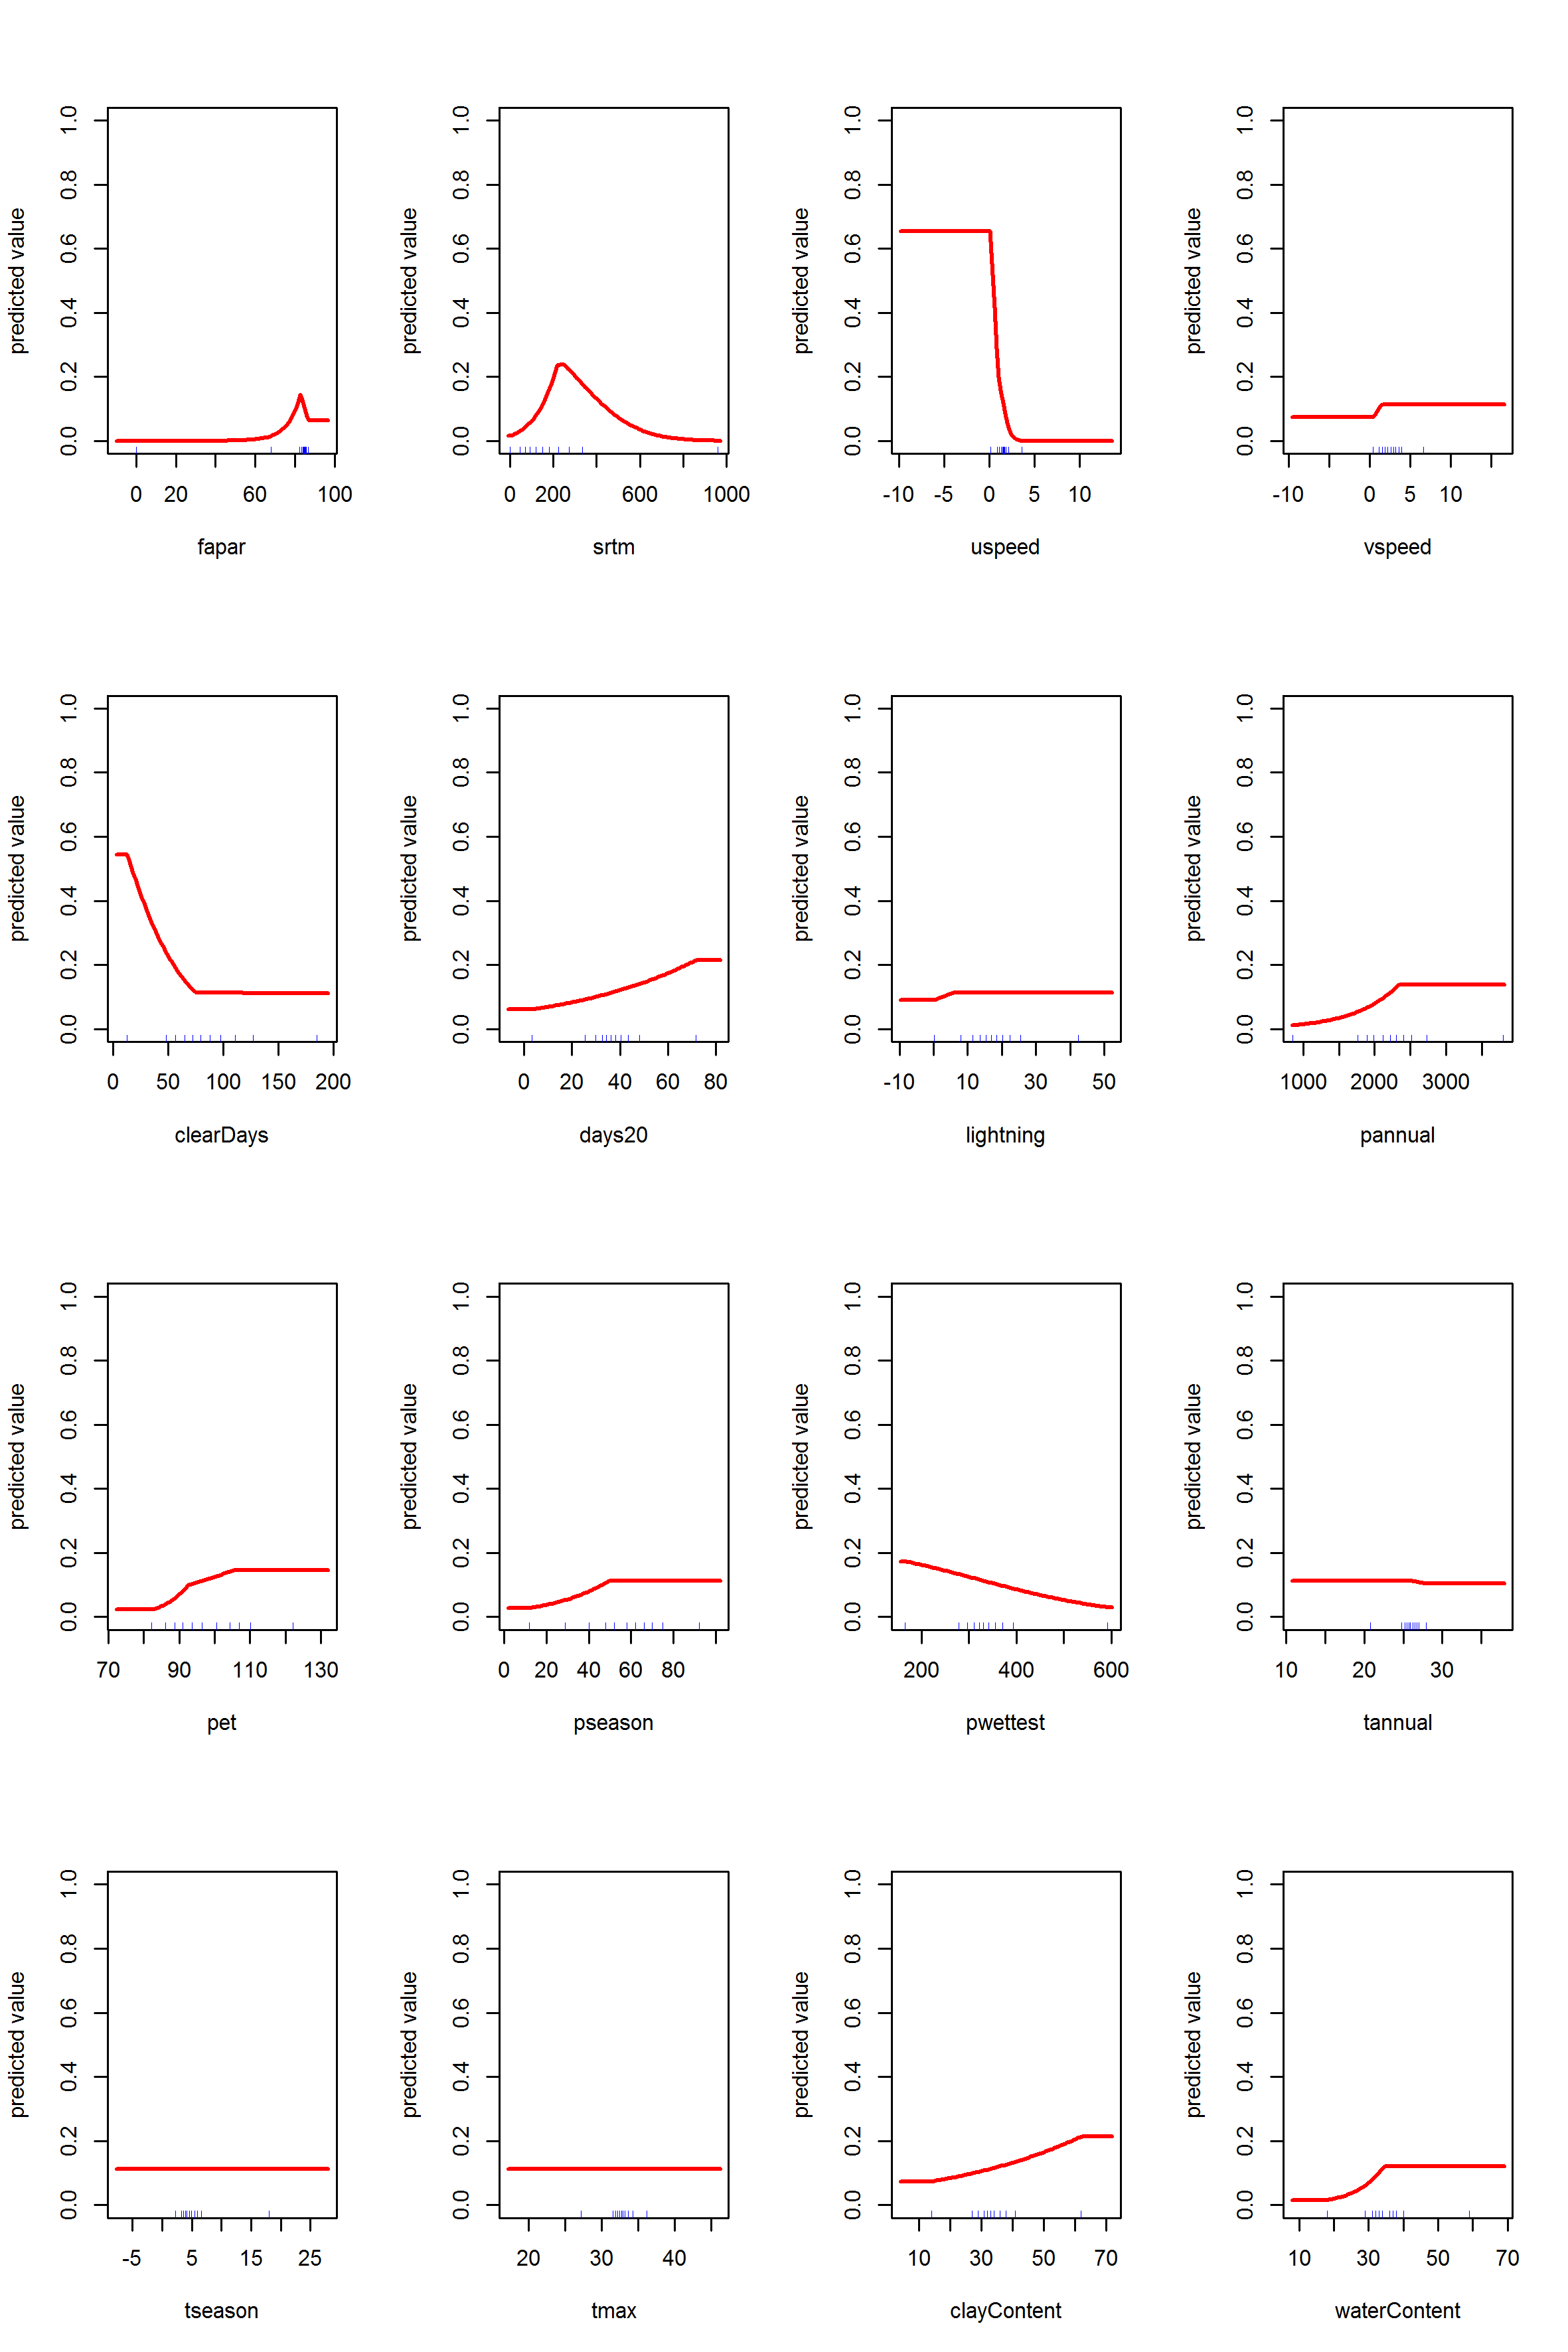 predicted value
0.0 0.2 0.4 0.6 0.8 1.0
0 20 60 100
fapar
predicted value
0.0 0.2 0.4 0.6 0.8 1.0
0 200 600 1000
srtm
predicted value
0.0 0.2 0.4 0.6 0.8 1.0
-10 -5 0 5 10
uspeed
predicted value
0.0 0.2 0.4 0.6 0.8 1.0
-10 0 5 10
vspeed
predicted value
0.0 0.2 0.4 0.6 0.8 1.0
0 50 100 150 200
clearDays
predicted value
0.0 0.2 0.4 0.6 0.8 1.0
0 20 40 60 80
days20
predicted value
0.0 0.2 0.4 0.6 0.8 1.0
-10 10 30 50
lightning
predicted value
0.0 0.2 0.4 0.6 0.8 1.0
1000 2000 3000
pannual
predicted value
0.0 0.2 0.4 0.6 0.8 1.0
70 90 110 130
pet
predicted value
0.0 0.2 0.4 0.6 0.8 1.0
0 20 40 60 80
pseason
predicted value
0.0 0.2 0.4 0.6 0.8 1.0
200 400 600
pwettest
predicted value
0.0 0.2 0.4 0.6 0.8 1.0
10 20 30
tannual
predicted value
0.0 0.2 0.4 0.6 0.8 1.0
-5 5 15 25
tseason
predicted value
0.0 0.2 0.4 0.6 0.8 1.0
20 30 40
tmax
predicted value
0.0 0.2 0.4 0.6 0.8 1.0
10 30 50 70
clayContent
predicted value
0.0 0.2 0.4 0.6 0.8 1.0
10 30 50 70
waterContent